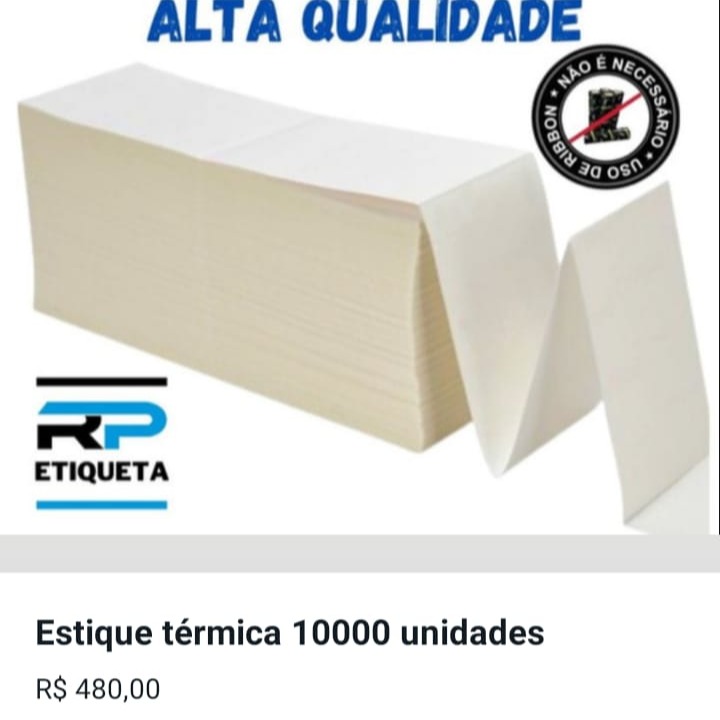 ALTA QUALIDADE
NÃO É NECESSÁRIO • USO DE RIBBON •
RP
ETIQUETA
Estique térmica 10000 unidades
R$ 480,00